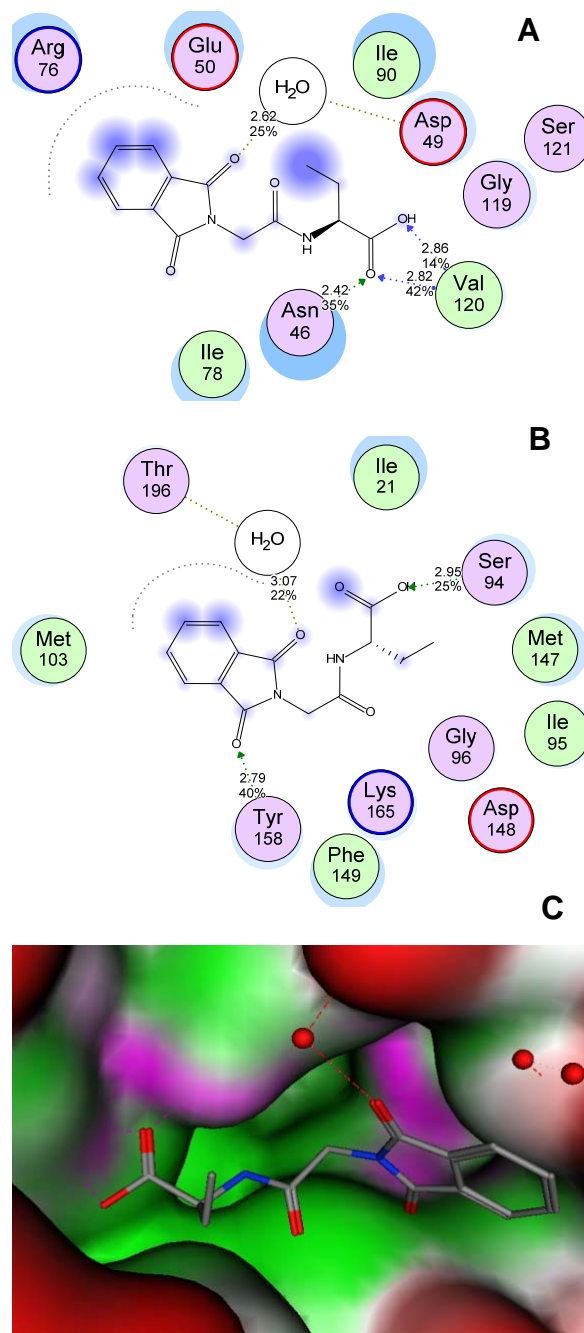 A
Arg
76
Glu
50
Ile
90
H₂O
Asp
49
Ser
121
2.62
25%
Gly
119
O
O
OH
N
N
H
O
O
2.86
14%
2.82
42%
Val
120
2.42
35%
Asn
46
Ile
78
B
Thr
196
Ile
21
H₂O
3.07
22%
2.95
25%
Ser
94
O
OH
Met
103
O
HN
Met
147
N
O
O
Ile
95
Gly
96
2.79
40%
Lys
165
Tyr
158
Asp
148
Phe
149
C